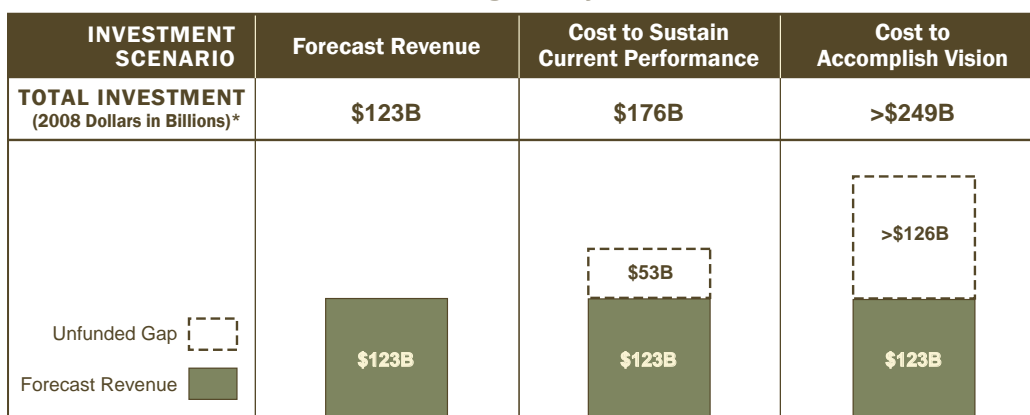 INVESTMENT
SCENARIO
Forecast Revenue
Cost to Sustain
Current Performance
Cost to
Accomplish Vision
TOTAL INVESTMENT
(2008 Dollars in Billions)*
$123B
$176B
>$249B
>$126B
$53B
Unfunded Gap
Forecast Revenue
$123B
$123B
$123B